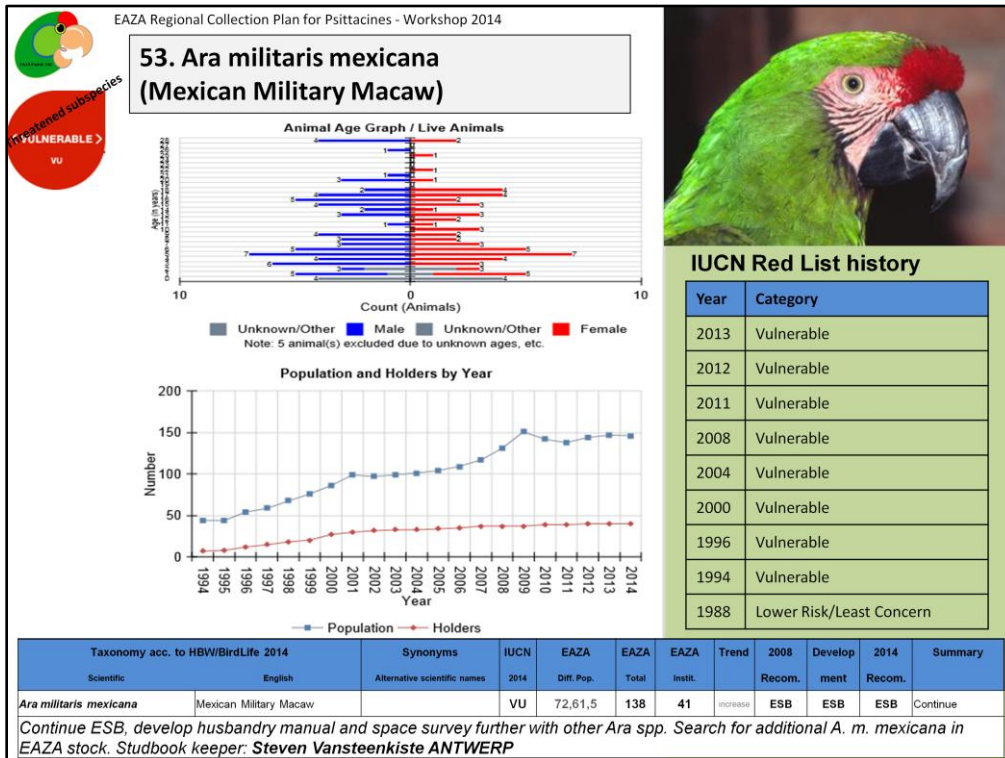 EAZA Regional Collection Plan for Psittacines - Workshop 2014
53. Ara militaris mexicana
(Mexican Military Macaw)
Threatened subspecies
VULNERABLE
VU
Animal Age Graph / Live Animals
Age (in years)
10 0 10
Count (Animals)
Unknown/Other Male Unknown/Other Female
Note: 5 animal(s) excluded due to unknown ages, etc.
Population and Holders by Year
Number
200
150
100
50
0
1994 1995 1996 1997 1998 1999 2000 2001 2002 2003 2004 2005 2006 2007 2008 2009 2010 2011 2012 2013 2014
Year
Population Holders
IUCN Red List history
Year Category
2013 Vulnerable
2012 Vulnerable
2011 Vulnerable
2008 Vulnerable
2004 Vulnerable
2000 Vulnerable
1996 Vulnerable
1994 Vulnerable
1988 Lower Risk/Least Concern
Taxonomy acc. to HBW/BirdLife 2014 Synonyms IUCN EAZA EAZA EAZA Trend 2008 Develop 2014 Summary
Scientific English Alternative scientific names 2014 Diff. Pop. Total Instit. Recom. ment Recom.
Ara militaris mexicana Mexican Military Macaw VU 72,61,5 138 41 increase ESB ESB ESB Continue
Continue ESB, develop husbandry manual and space survey further with other Ara spp. Search for additional A. m. mexicana in
EAZA stock. Studbook keeper: Steven Vansteenkiste ANTWERP